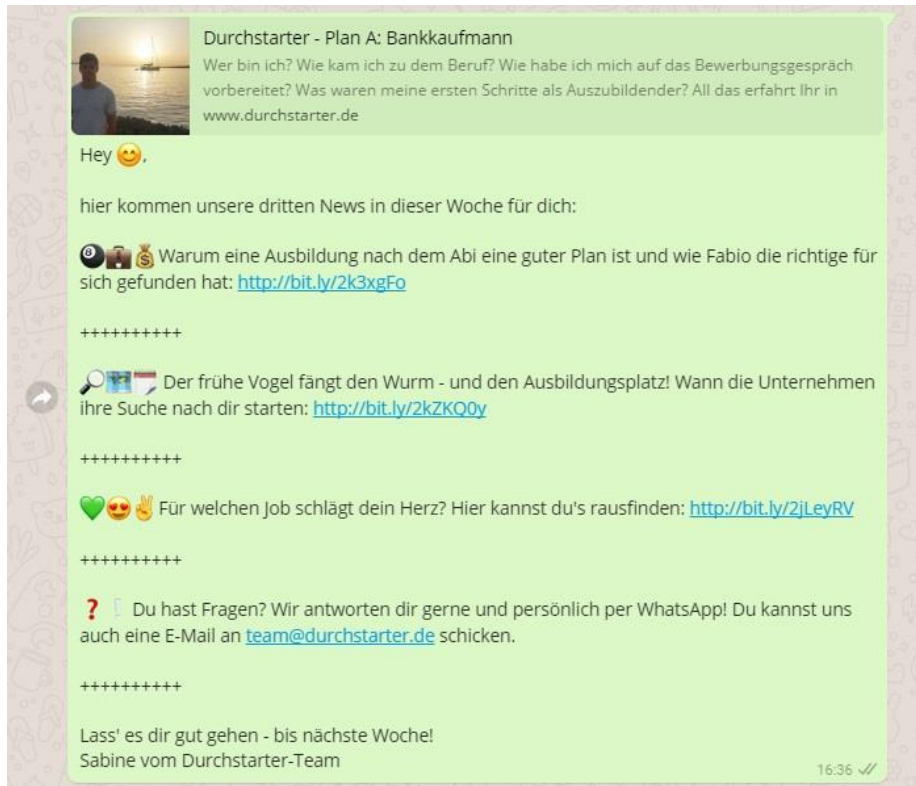 Durchstarter - Plan A: Bankkaufmann
Wer bin ich? Wie kam ich zu dem Beruf? Wie habe ich mich auf das Bewerbungsgespräch
vorbereitet? Was waren meine ersten Schritte als Auszubildender? All das erfahrt Ihr in
www.durchstarter.de
Hey 😊,
hier kommen unsere dritten News in dieser Woche für dich:
🎱💼💰 Warum eine Ausbildung nach dem Abi eine guter Plan ist und wie Fabio die richtige für
sich gefunden hat: http://bit.ly/2k3xgFo
++++++++++
🔎🗺️📆 Der frühe Vogel fängt den Wurm - und den Ausbildungsplatz! Wann die Unternehmen
ihre Suche nach dir starten: http://bit.ly/2kZKQ0y
++++++++++
💚😍✌️ Für welchen Job schlägt dein Herz? Hier kannst du's rausfinden: http://bit.ly/2jLeyRV
++++++++++
❓ Du hast Fragen? Wir antworten dir gerne und persönlich per WhatsApp! Du kannst uns
auch eine E-Mail an team@durchstarter.de schicken.
++++++++++
Lass' es dir gut gehen - bis nächste Woche!
Sabine vom Durchstarter-Team
16:36